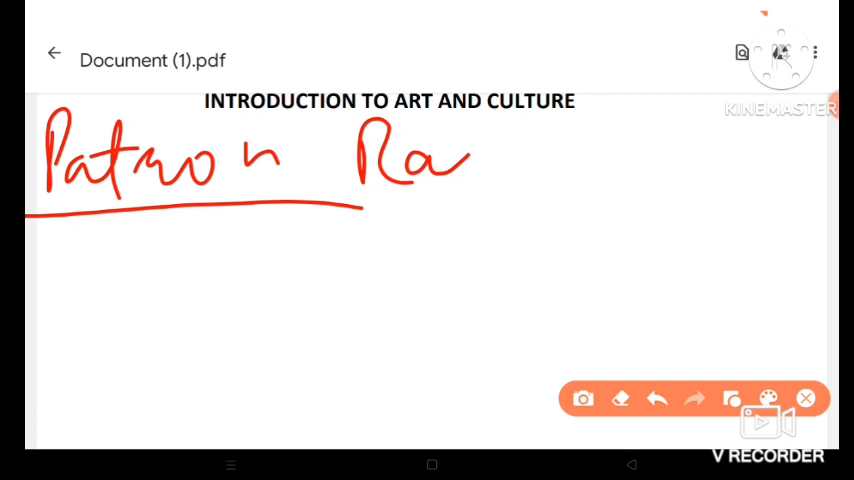 Document (1).pdf
KINEMASTER
INTRODUCTION TO ART AND CULTURE
Patron Ra
V RECORDER